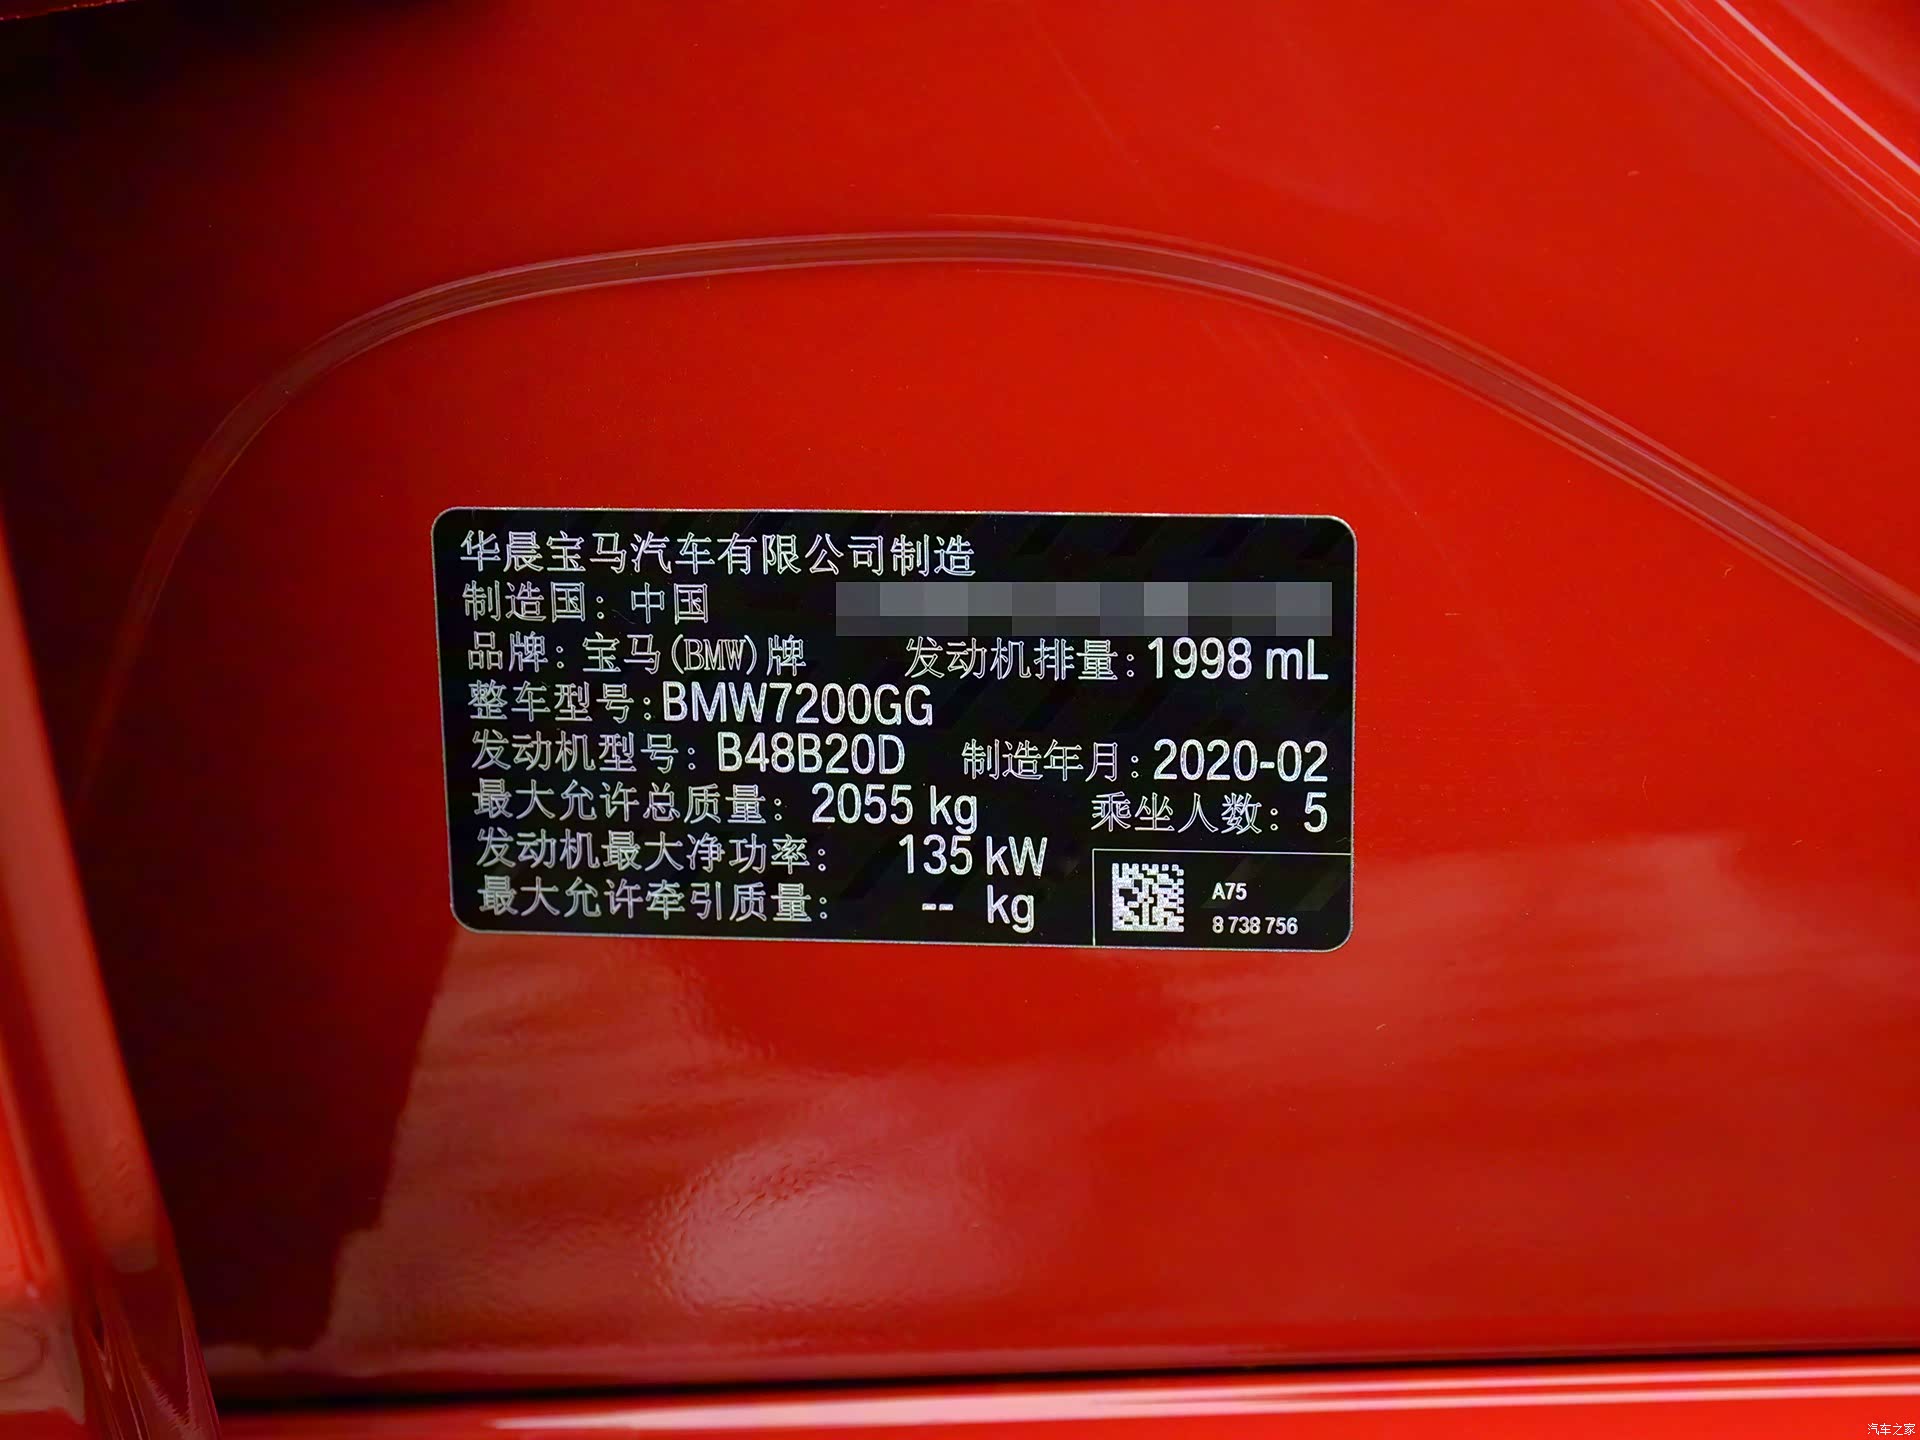 华晨宝马汽车有限公司制造
制造国：中国
品牌：宝马(BMW)牌 发动机排量：1998 mL
整车型号：BMW7200GG
发动机型号：B48B20D 制造年月：2020-02
最大允许总质量：2055 kg 乘坐人数：5
发动机最大净功率：135 kW
最大允许牵引质量：-- kg
A75
8 738 756
汽车之家